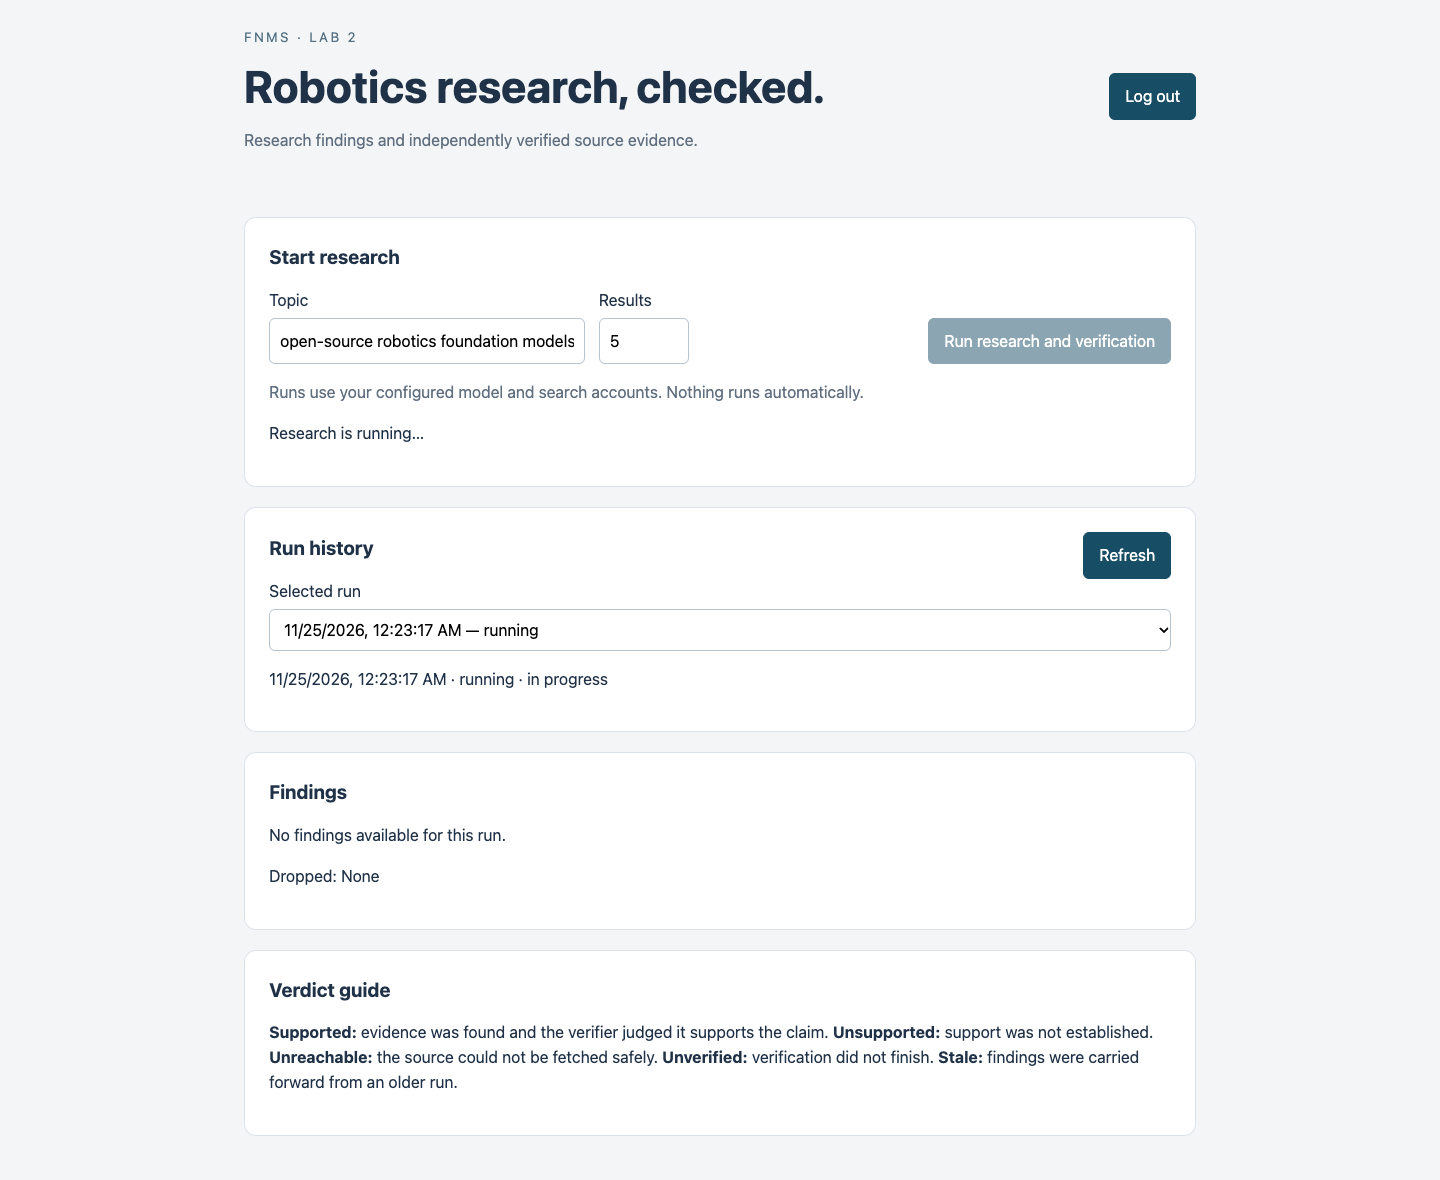 FNMS · LAB 2
Robotics research, checked.
Log out
Research findings and independently verified source evidence.
Start research
Topic
Results
open-source robotics foundation models
5
Run research and verification
Runs use your configured model and search accounts. Nothing runs automatically.
Research is running...
Run history
Refresh
Selected run
11/25/2026, 12:23:17 AM — running
11/25/2026, 12:23:17 AM · running · in progress
Findings
No findings available for this run.
Dropped: None
Verdict guide
Supported: evidence was found and the verifier judged it supports the claim. Unsupported: support was not established.
Unreachable: the source could not be fetched safely. Unverified: verification did not finish. Stale: findings were carried
forward from an older run.